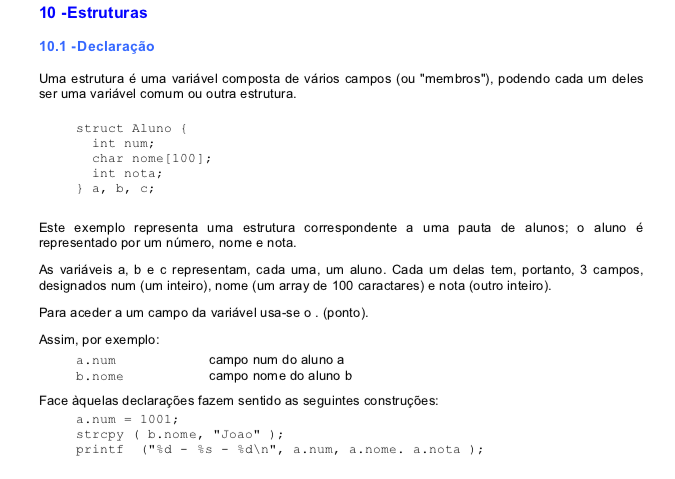 10 -Estruturas
10.1 -Declaração
Uma estrutura é uma variável composta de vários campos (ou "membros"), podendo cada um deles
ser uma variável comum ou outra estrutura.
struct Aluno {
int num;
char nome[100];
int nota;
} a, b, c;
Este exemplo representa uma estrutura correspondente a uma pauta de alunos; o aluno é
representado por um número, nome e nota.
As variáveis a, b e c representam, cada uma, um aluno. Cada um delas tem, portanto, 3 campos,
designados num (um inteiro), nome (um array de 100 caractares) e nota (outro inteiro).
Para aceder a um campo da variável usa-se o . (ponto).
Assim, por exemplo:
a.num campo num do aluno a
b.nome campo nome do aluno b
Face àquelas declarações fazem sentido as seguintes construções:
a.num = 1001;
strcpy ( b.nome, "Joao" );
printf ("%d - %s - %d\n", a.num, a.nome. a.nota );